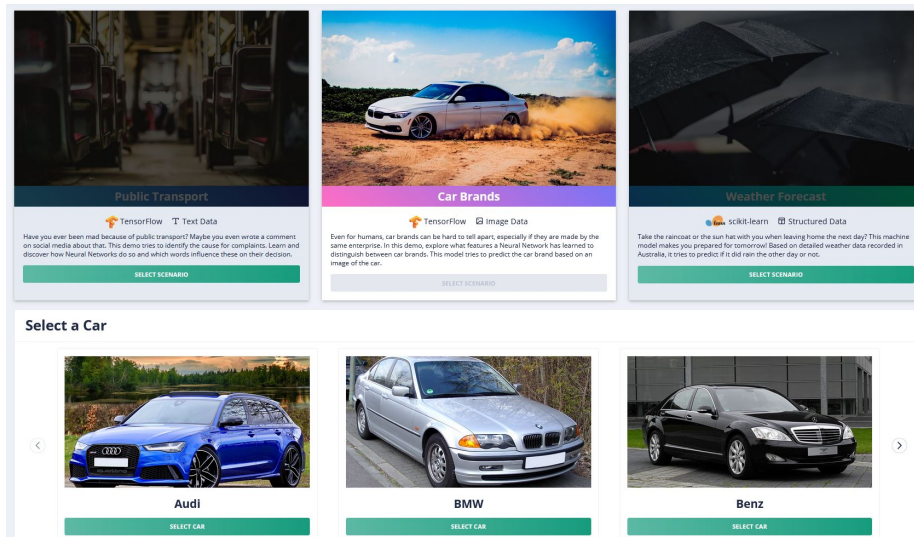 Public Transport
TensorFlow Text Data
Have you ever been mad because of public transport? Maybe you even wrote a comment
on social media about that. This demo tries to identify the cause for complaints. Learn and
discover how Neural Networks do so and which words influence these on their decision.
SELECT SCENARIO
Car Brands
TensorFlow Image Data
Even for humans, car brands can be hard to tell apart, especially if they are made by the
same enterprise. In this demo, explore what features a Neural Network has learned to
distinguish between car brands. This model tries to predict the car brand based on an
image of the car.
SELECT SCENARIO
Weather Forecast
scikit-learn Structured Data
Take the raincoat or the sun hat with you when leaving home the next day? This machine
model makes you prepared for tomorrow! Based on detailed weather data recorded in
Australia, it tries to predict if it did rain the other day or not.
SELECT SCENARIO
Select a Car
Audi
SELECT CAR
BMW
SELECT CAR
Benz
SELECT CAR